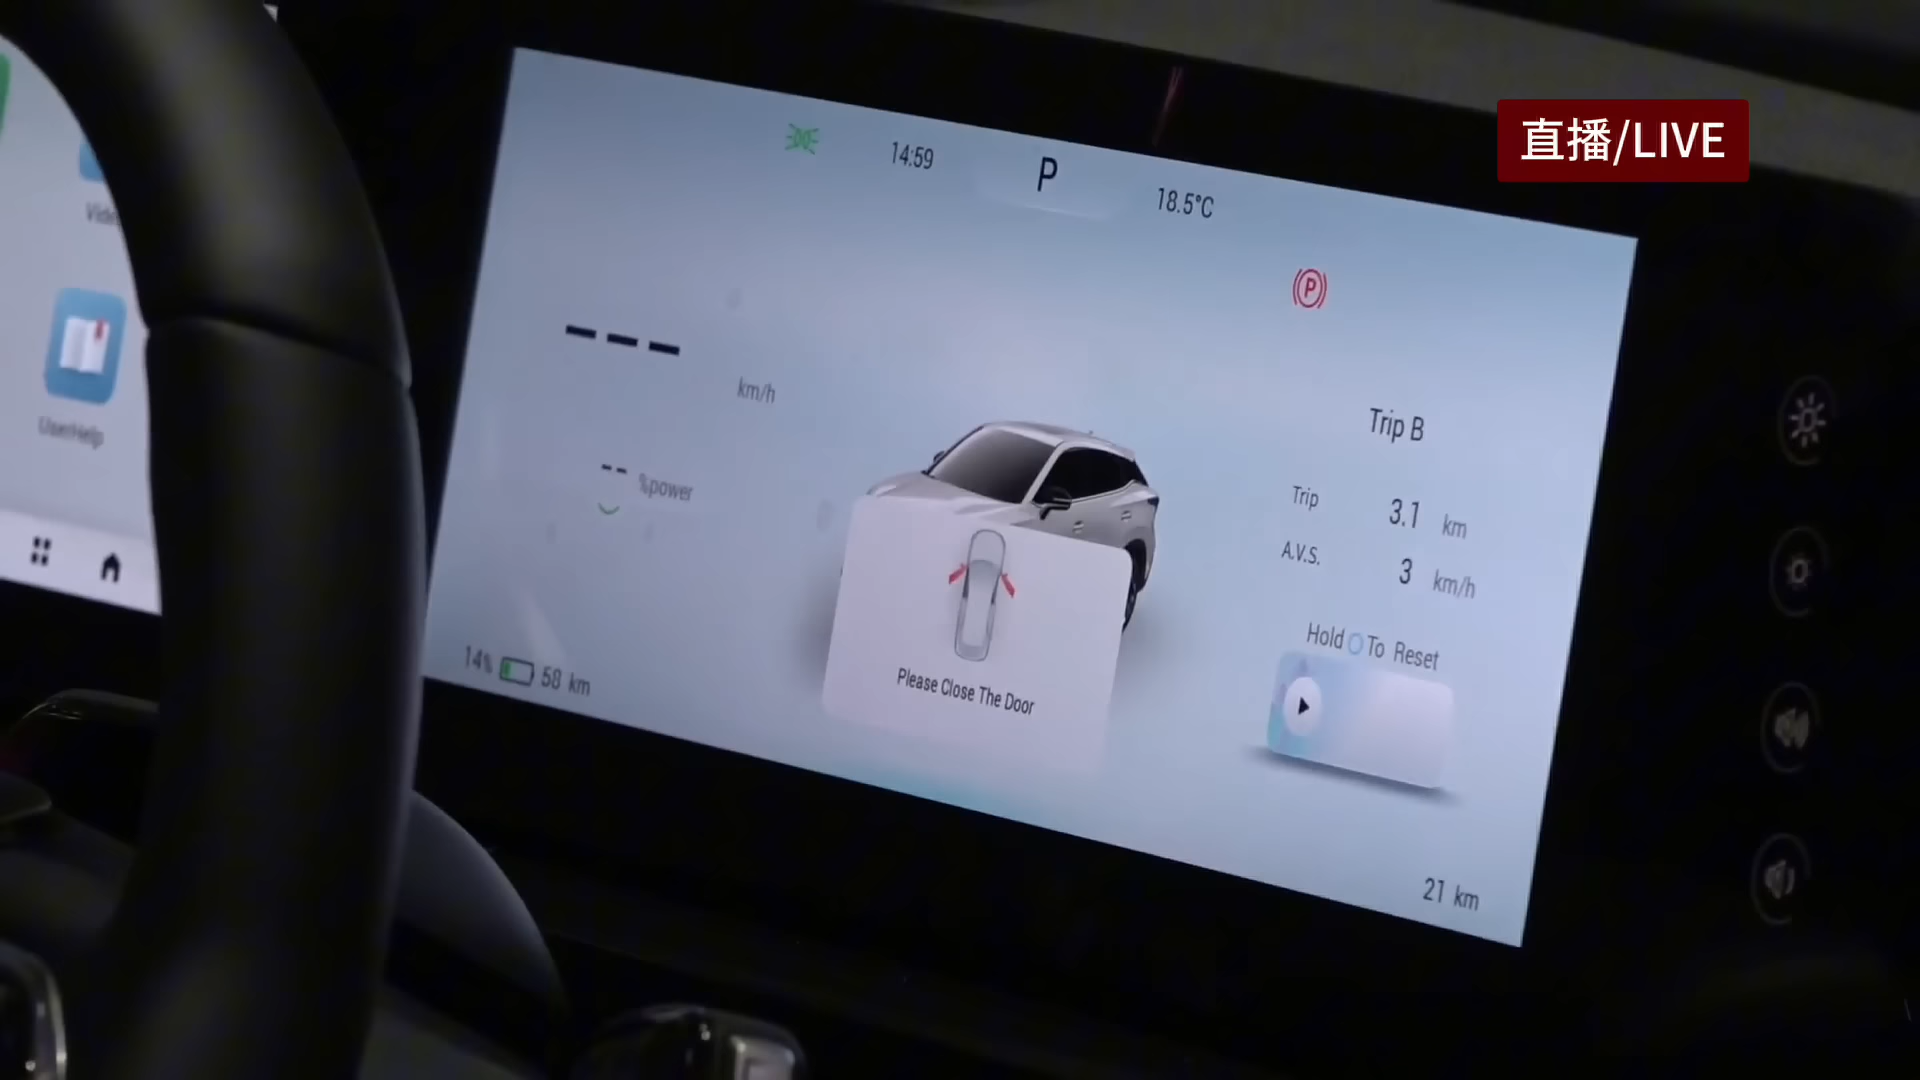 直播/LIVE
14:59
P
18.5°C
P
--- km/h
Trip B
Trip 3.1 km
A.V.S. 3 km/h
-- %power
Hold To Reset
14% 58 km
Please Close The Door
21 km
UserHelp